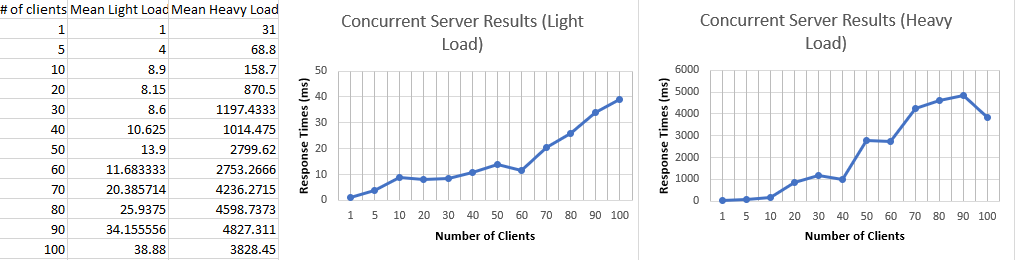 # of clients Mean Light Load Mean Heavy Load
1 1 31
5 4 68.8
10 8.9 158.7
20 8.15 870.5
30 8.6 1197.4333
40 10.625 1014.475
50 13.9 2799.62
60 11.683333 2753.2666
70 20.385714 4236.2715
80 25.9375 4598.7373
90 34.155556 4827.311
100 38.88 3828.45
Concurrent Server Results (Light
Load)
Response Times (ms)
50
40
30
20
10
0
1 5 10 20 30 40 50 60 70 80 90 100
Number of Clients
Concurrent Server Results (Heavy
Load)
Response Times (ms)
6000
5000
4000
3000
2000
1000
0
1 5 10 20 30 40 50 60 70 80 90 100
Number of Clients